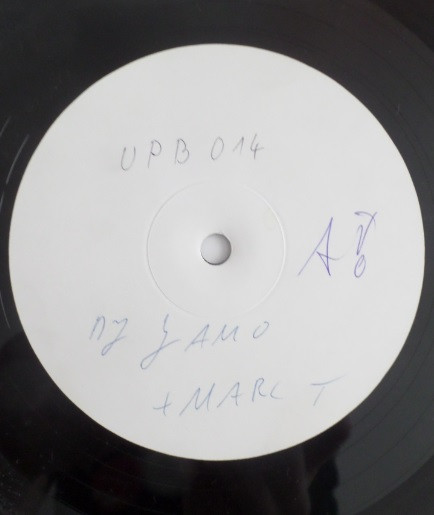 UPB 014
A
DJ JAMO
+ MARC T